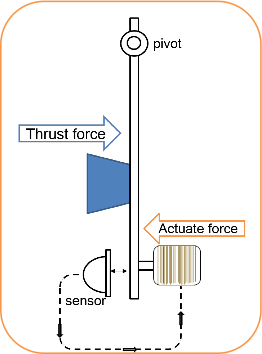 pivot
Thrust force
Actuate force
sensor